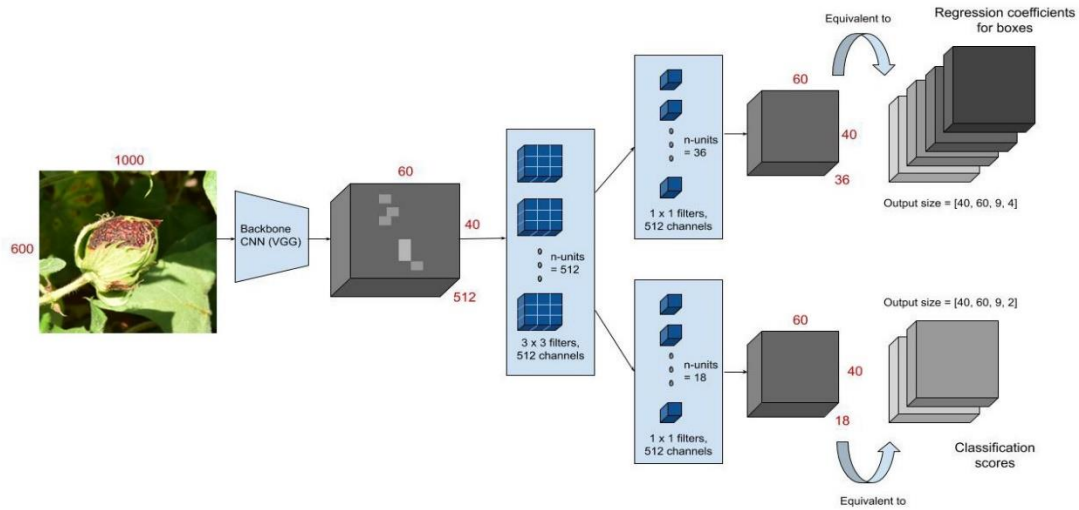 1000
600
Backbone
CNN (VGG)
60
40
512
n-units
= 512
3 x 3 filters,
512 channels
n-units
= 36
1 x 1 filters,
512 channels
60
40
36
Equivalent to
Regression coefficients
for boxes
Output size = [40, 60, 9, 4]
n-units
= 18
1 x 1 filters,
512 channels
60
40
18
Output size = [40, 60, 9, 2]
Classification
scores
Equivalent to